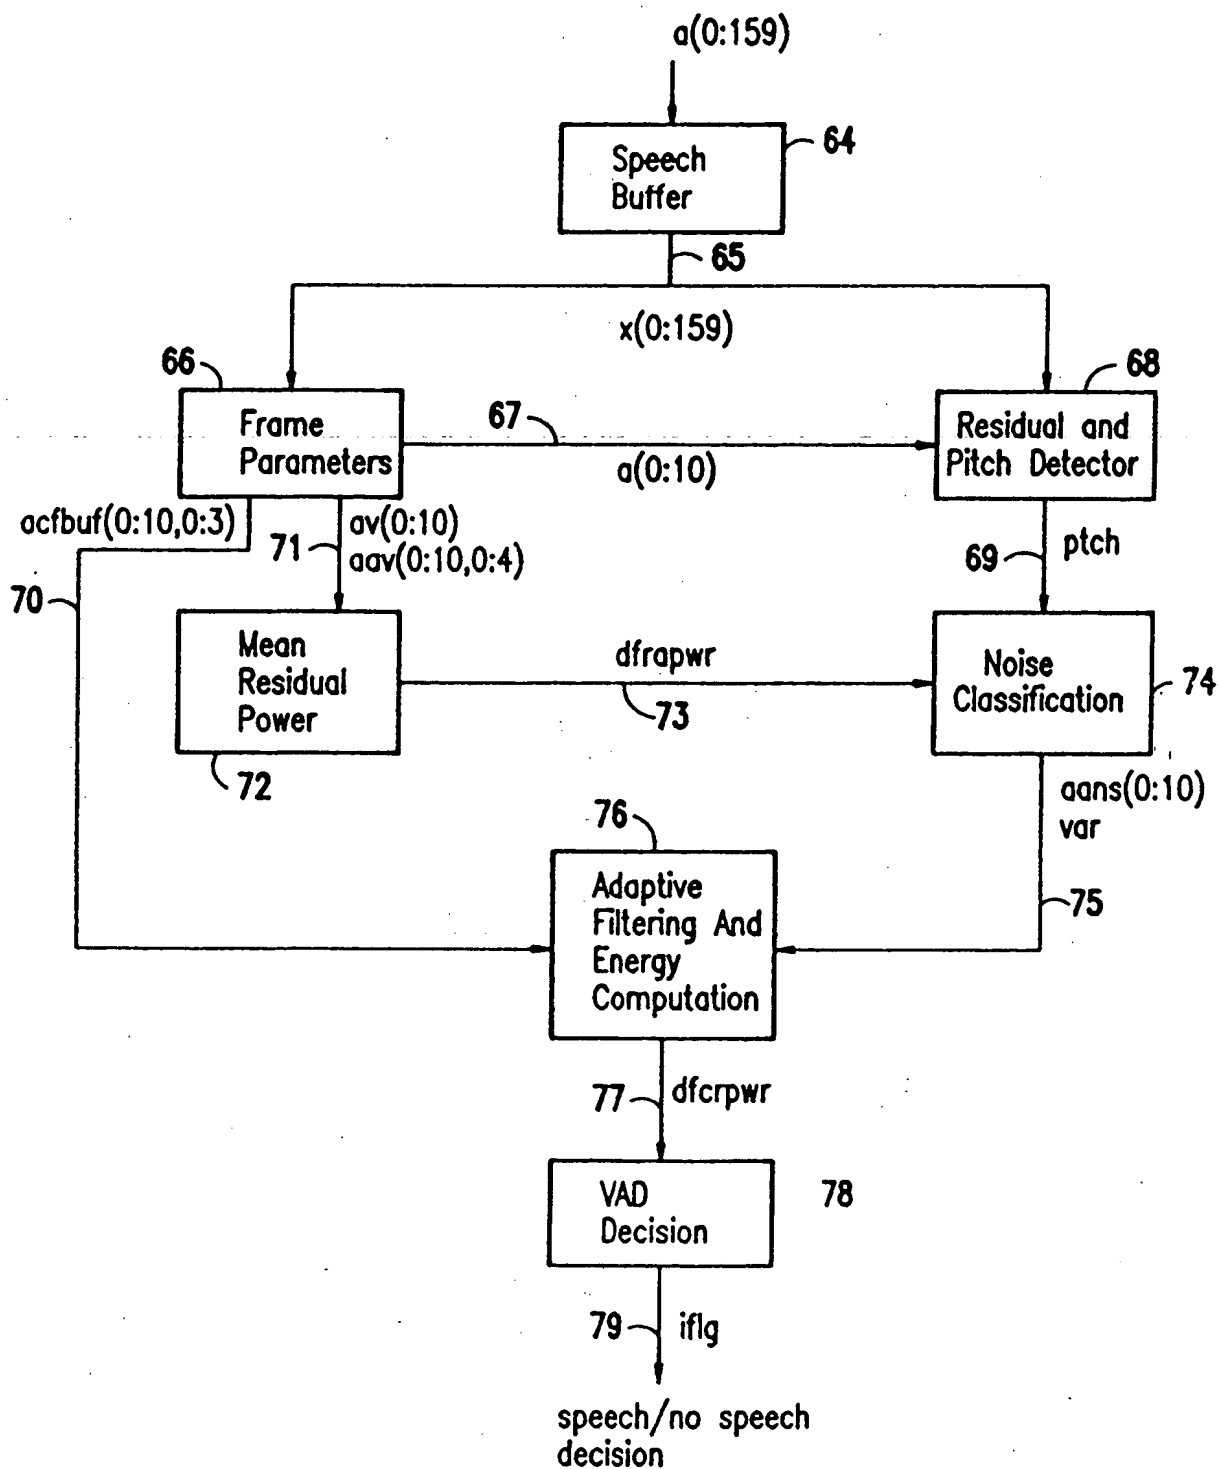 a(0:159)
Speech
Buffer
64
65
x(0:159)
66
Frame
Parameters
67
a(0:10)
68
Residual and
Pitch Detector
acfbuf(0:10,0:3)
av(0:10)
aav(0:10,0:4)
71
69
ptch
70
Mean
Residual
Power
72
dfrapwr
73
Noise
Classification
74
aans(0:10)
var
75
76
Adaptive
Filtering And
Energy
Computation
77
dfcrpwr
VAD
Decision
78
79
iflg
speech/no speech
decision